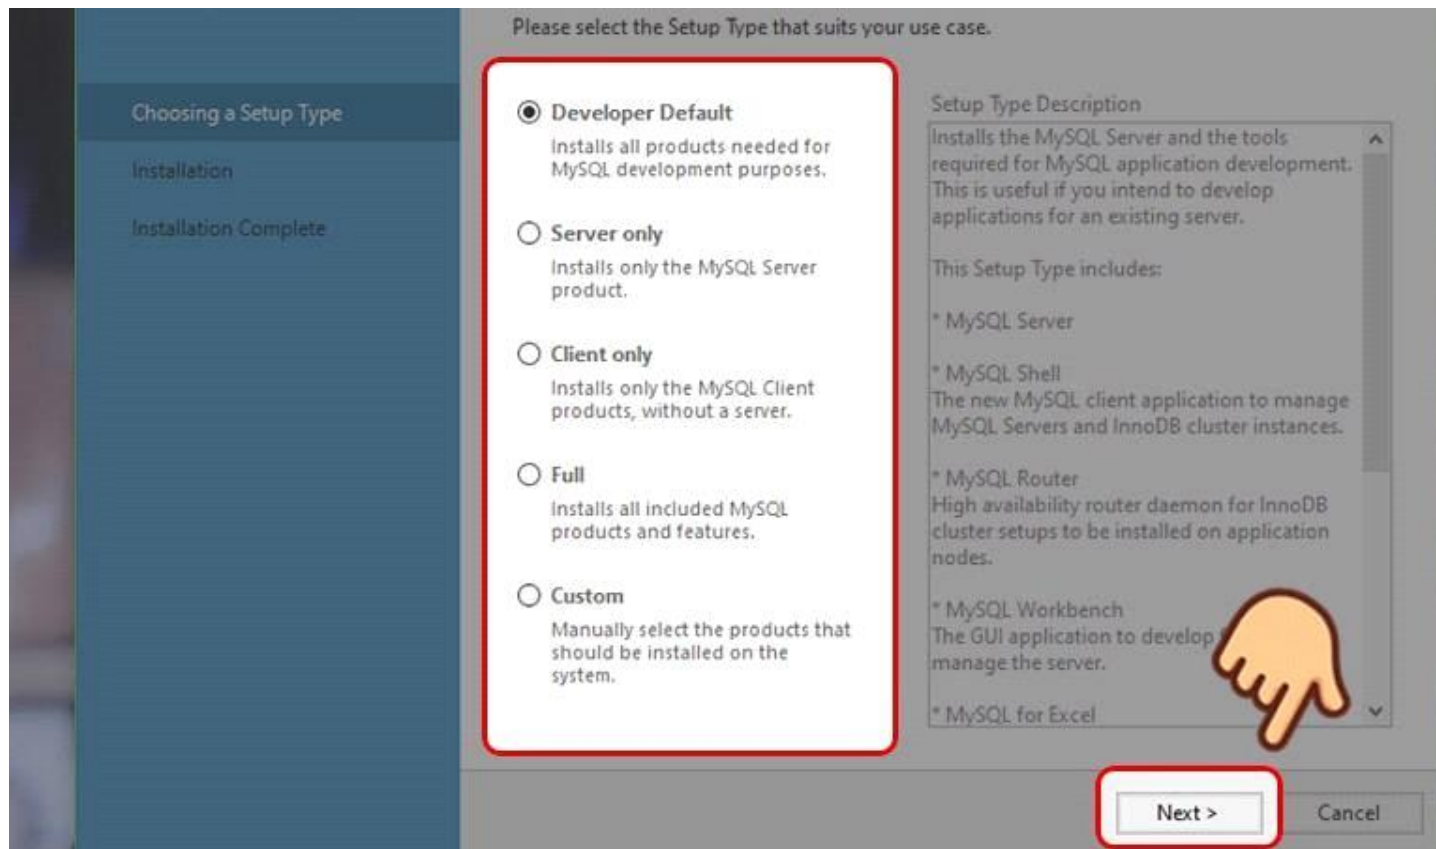 Please select the Setup Type that suits your use case.
Choosing a Setup Type
Installation
Installation Complete
Developer Default
Installs all products needed for
MySQL development purposes.
Server only
Installs only the MySQL Server
product.
Client only
Installs only the MySQL Client
products, without a server.
Full
Installs all included MySQL
products and features.
Custom
Manually select the products that
should be installed on the
system.
Setup Type Description
Installs the MySQL Server and the tools
required for MySQL application development.
This is useful if you intend to develop
applications for an existing server.
This Setup Type includes:
* MySQL Server
* MySQL Shell
The new MySQL client application to manage
MySQL Servers and InnoDB cluster instances.
* MySQL Router
High availability router daemon for InnoDB
cluster setups to be installed on application
nodes.
* MySQL Workbench
The GUI application to develop
manage the server.
* MySQL for Excel
Next >
Cancel